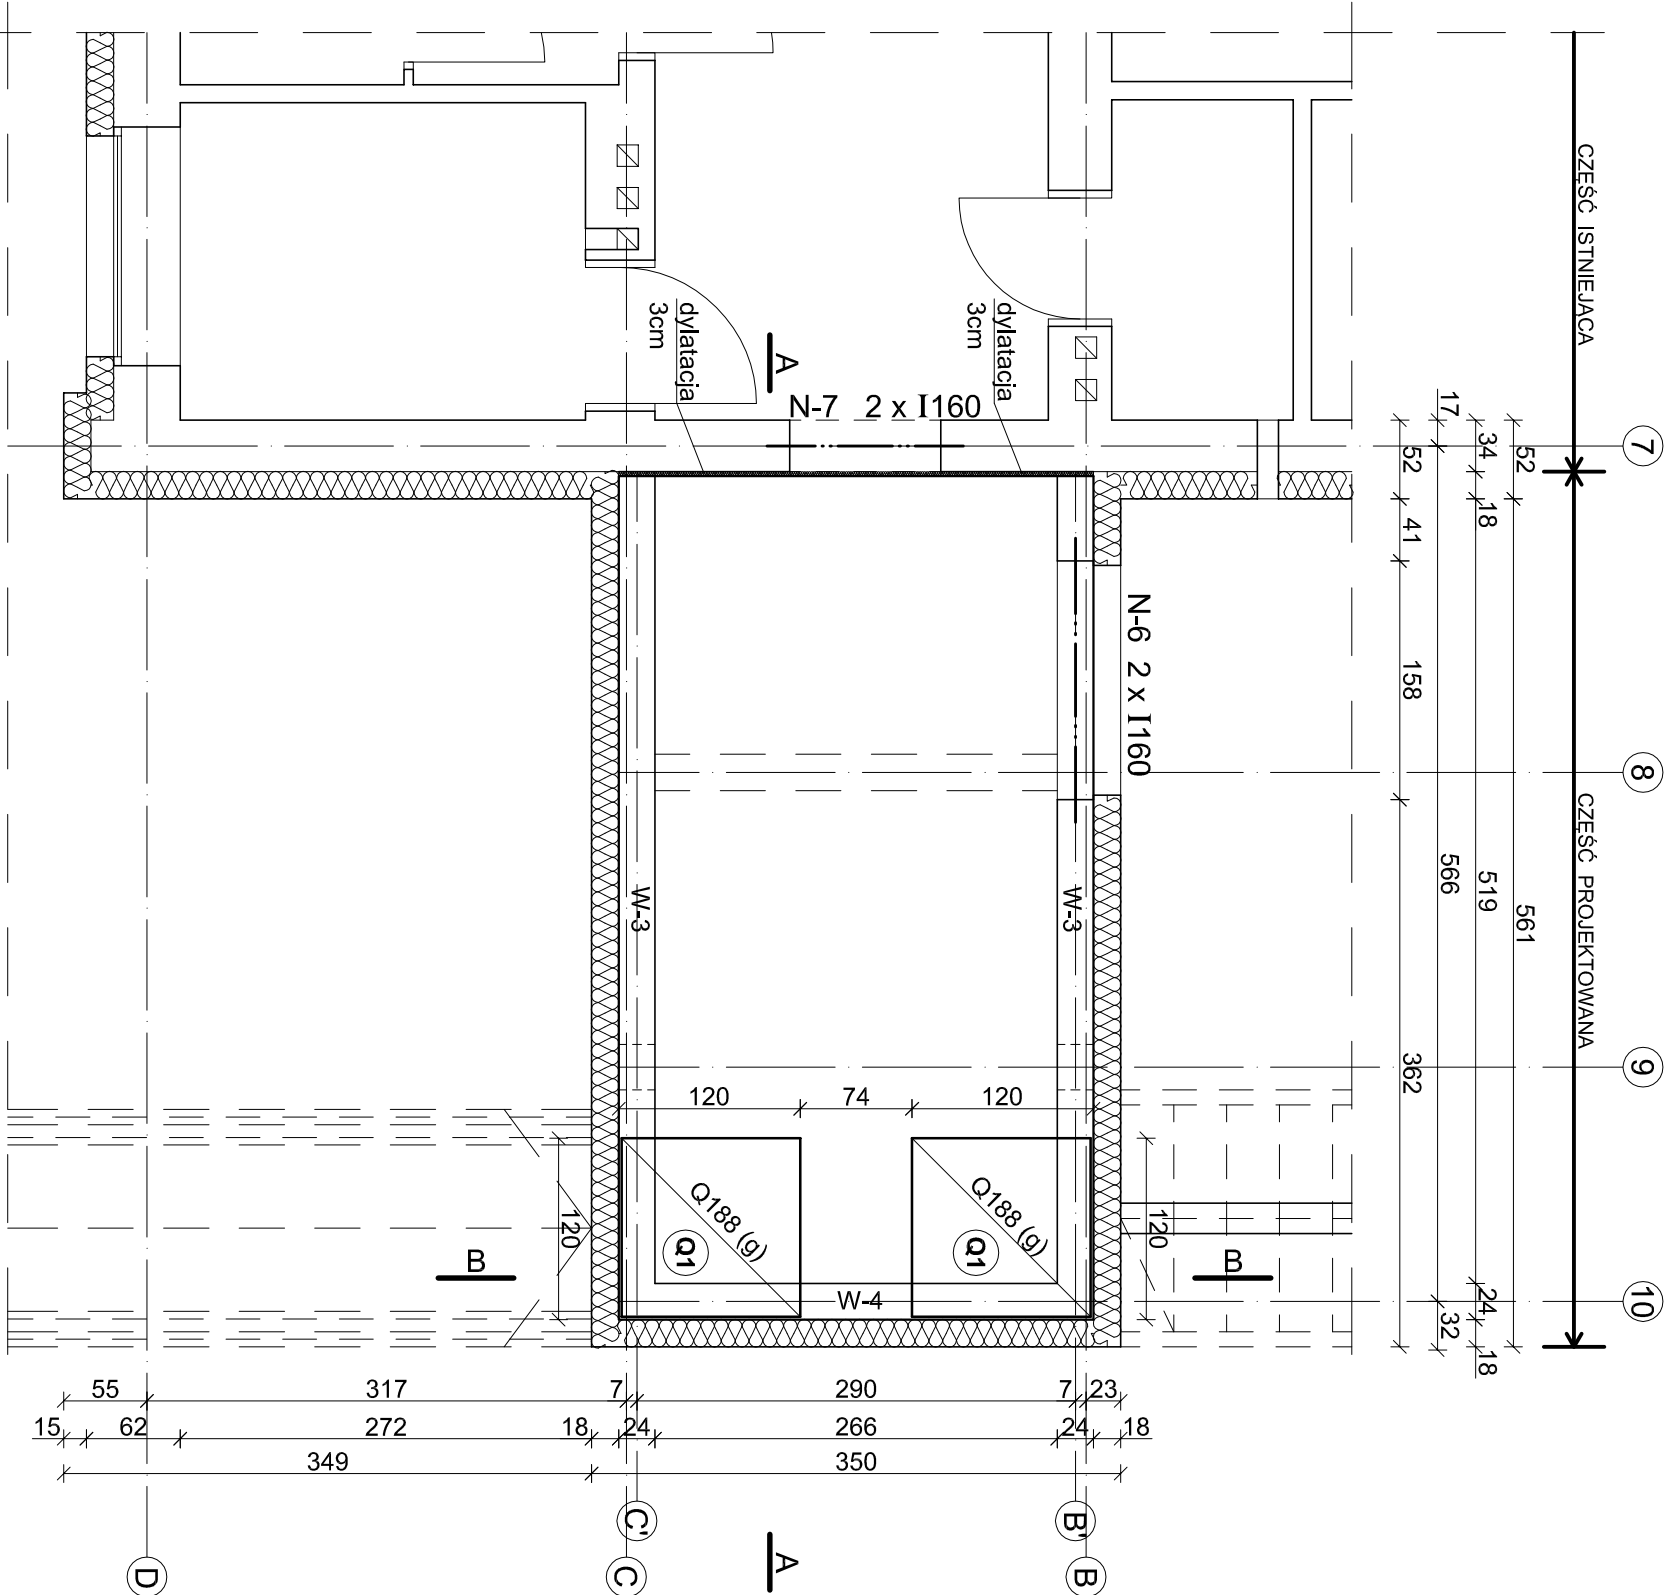 CZĘŚĆ ISTNIEJĄCA
CZĘŚĆ PROJEKTOWANA
7
8
9
10
17
34
52
52
18
41
158
566
519
561
362
24
32
18
dylatacja
3cm
dylatacja
3cm
A
N-7 2 x I160
N-6 2 x I160
W-3
W-3
120
74
120
120
120
Q188 (g)
Q1
Q188 (g)
Q1
B
B
W-4
55
317
7
290
7
23
15
62
272
18
24
266
24
18
349
350
C'
B'
D
C
A
B